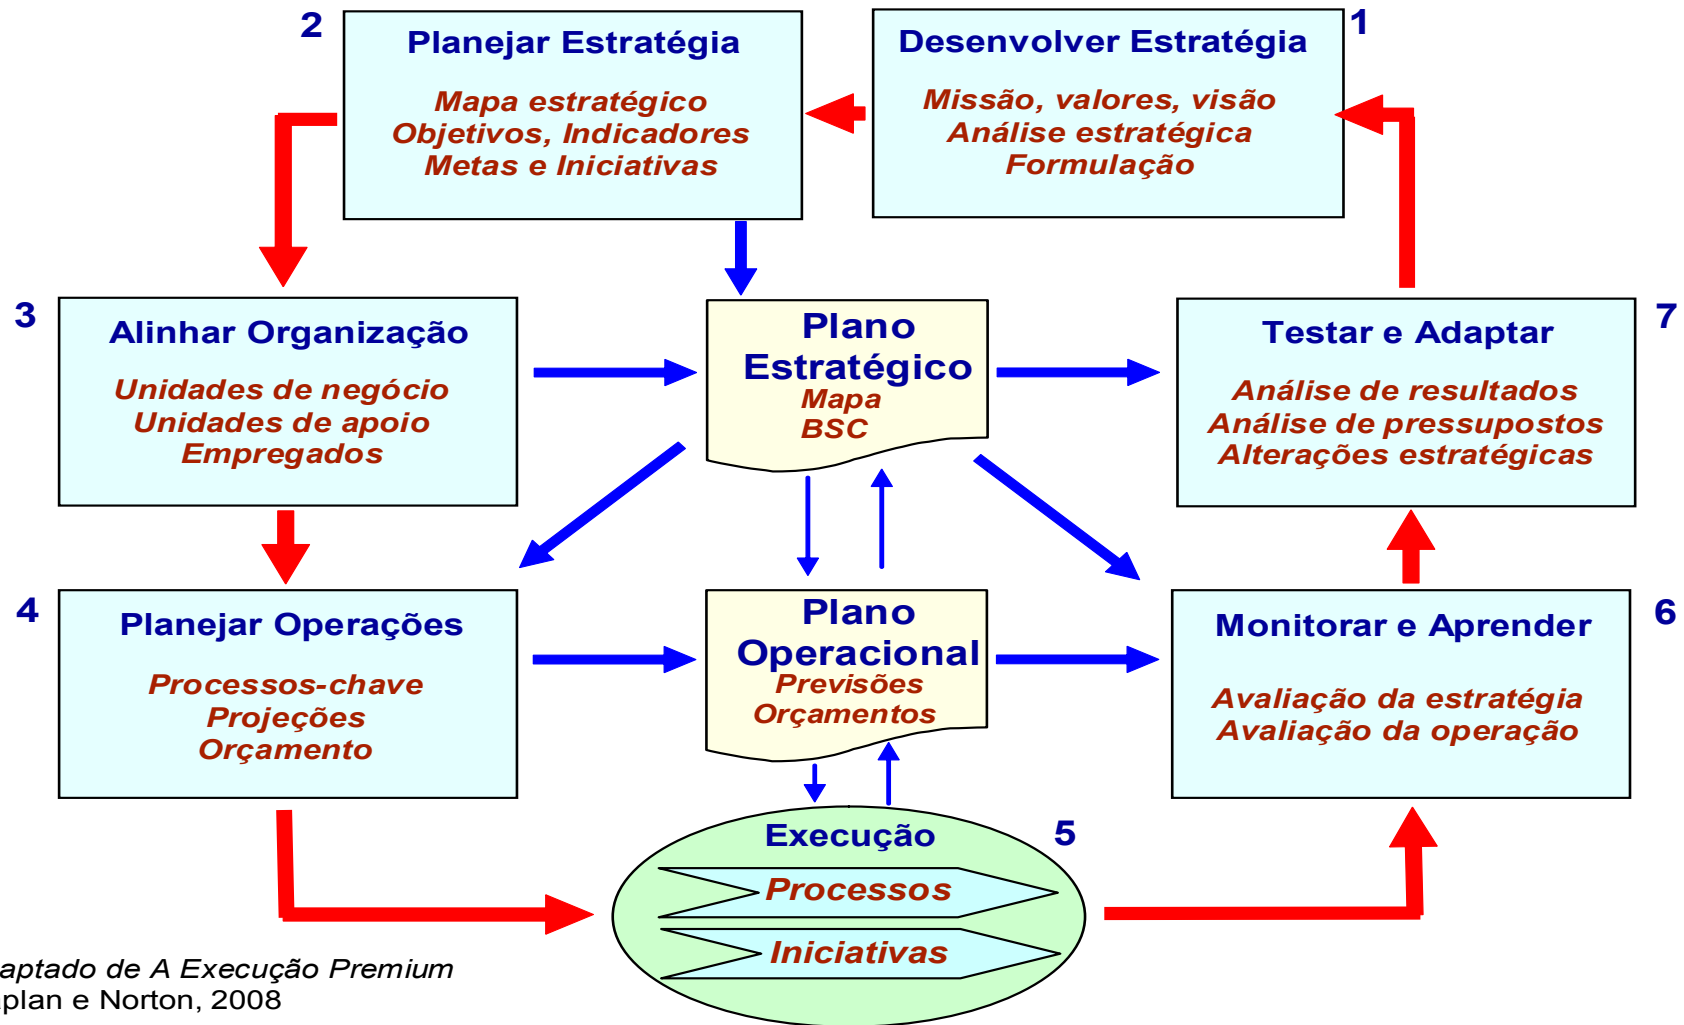 2
Planejar Estratégia
Mapa estratégico
Objetivos, Indicadores
Metas e Iniciativas
1
Desenvolver Estratégia
Missão, valores, visão
Análise estratégica
Formulação
3
Alinhar Organização
Unidades de negócio
Unidades de apoio
Empregados
Plano
Estratégico
Mapa
BSC
7
Testar e Adaptar
Análise de resultados
Análise de pressupostos
Alterações estratégicas
4
Planejar Operações
Processos-chave
Projeções
Orçamento
Plano
Operacional
Previsões
Orçamentos
6
Monitorar e Aprender
Avaliação da estratégia
Avaliação da operação
5
Execução
Processos
Iniciativas
aptado de A Execução Premium
aplan e Norton, 2008